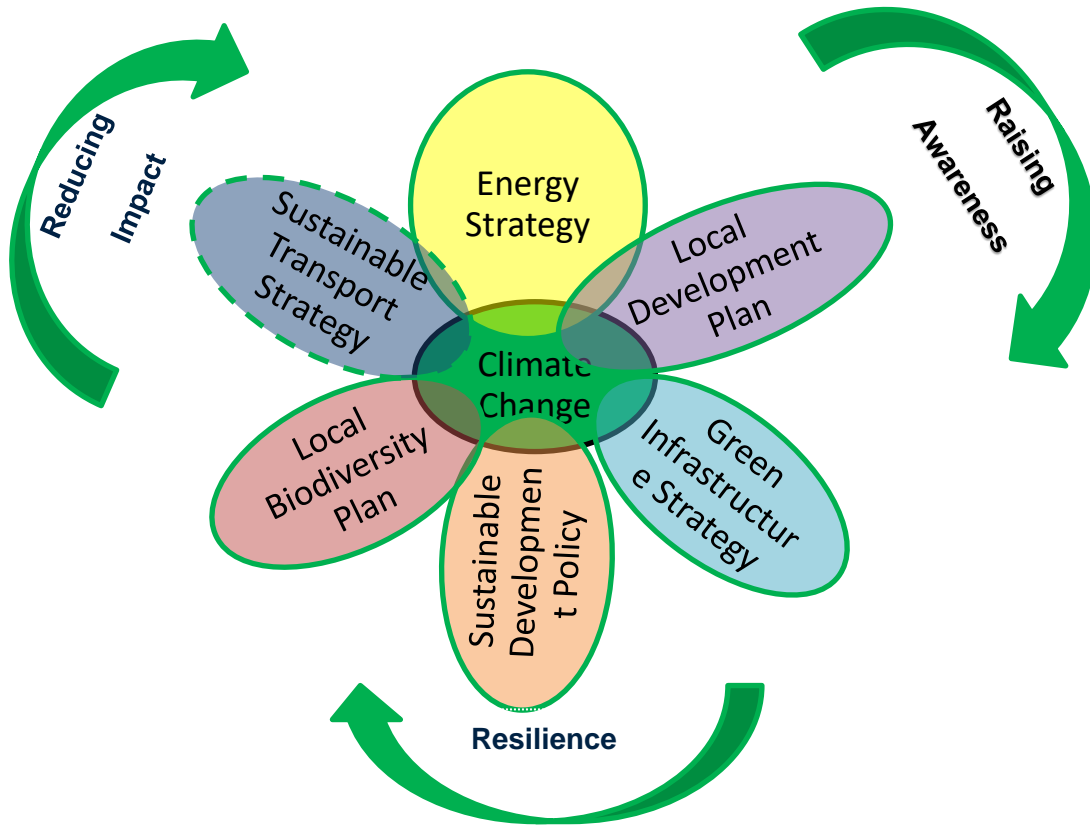 Reducing
Impact
Raising
Awareness
Energy
Strategy
Sustainable
Transport
Strategy
Local
Development
Plan
Climate
Change
Local
Biodiversity
Plan
Green
Infrastructur
e Strategy
Sustainable
Developmen
t Policy
Resilience